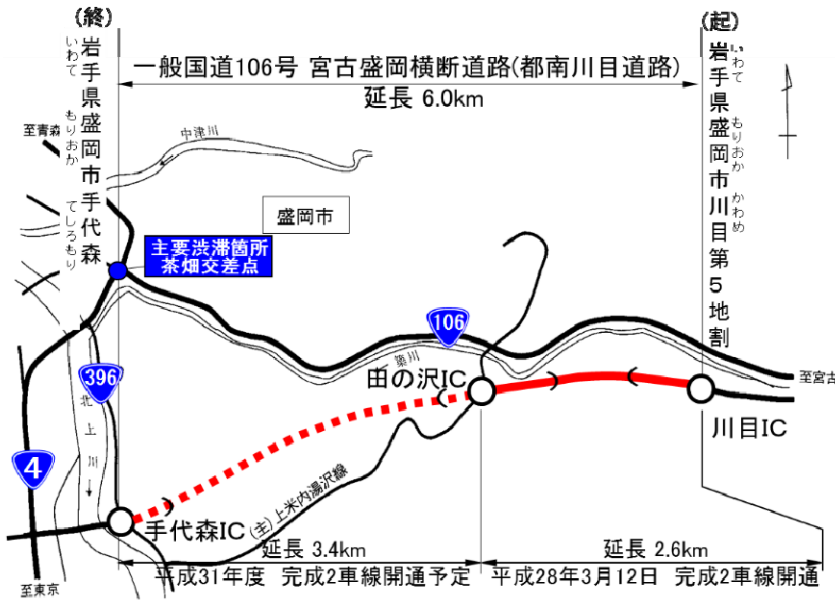 (終)
(起)
岩手県盛岡市手代森
いわて もりおか てしろもり
一般国道106号 宮古盛岡横断道路(都南川目道路)
延長 6.0km
岩手県盛岡市川目第5地割
いわて もりおか かわめ
至青森
中津川
盛岡市
主要渋滞箇所
茶畑交差点
106
簗川
396
田の沢IC
至宮古
川目IC
北上川
4
手代森IC
(主)上米内湯沢線
延長 3.4km
延長 2.6km
平成31年度 完成2車線開通予定
平成28年3月12日 完成2車線開通
至東京